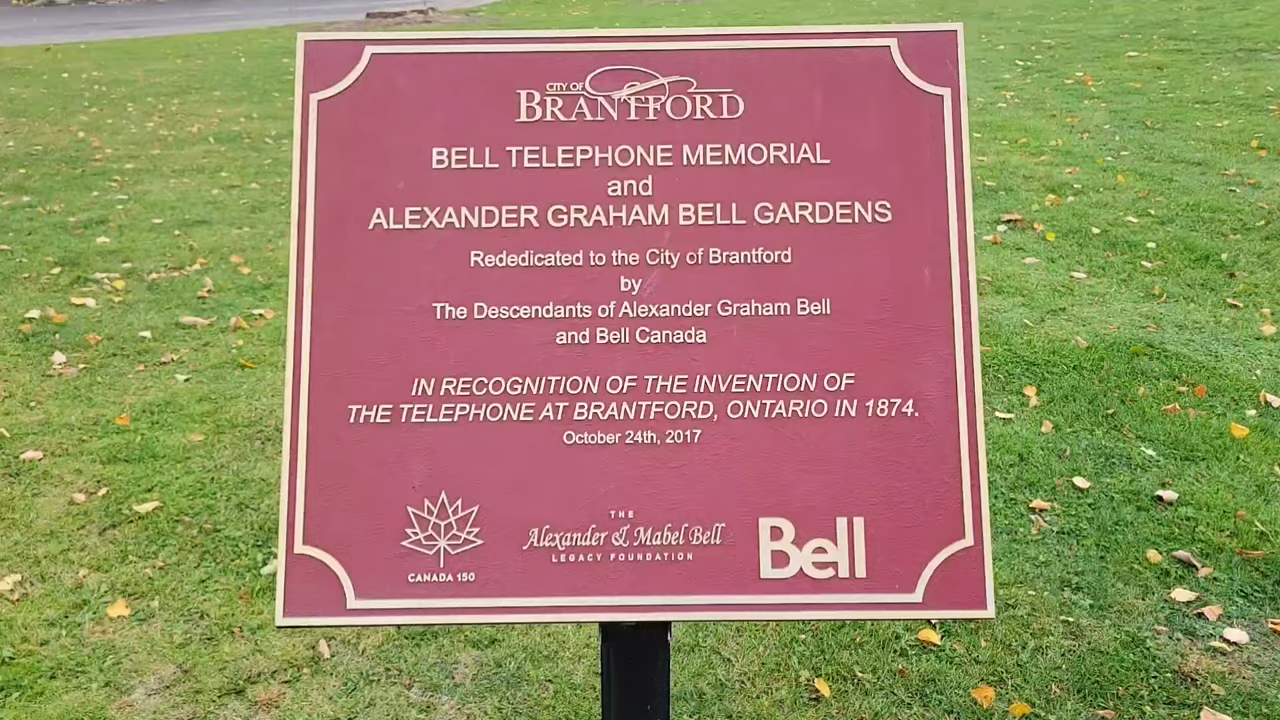 CITY OF
BRANTFORD
BELL TELEPHONE MEMORIAL
and
ALEXANDER GRAHAM BELL GARDENS
Rededicated to the City of Brantford
by
The Descendants of Alexander Graham Bell
and Bell Canada
IN RECOGNITION OF THE INVENTION OF
THE TELEPHONE AT BRANTFORD, ONTARIO IN 1874.
October 24th, 2017
CANADA 150
THE
Alexander & Mabel Bell
LEGACY FOUNDATION
Bell